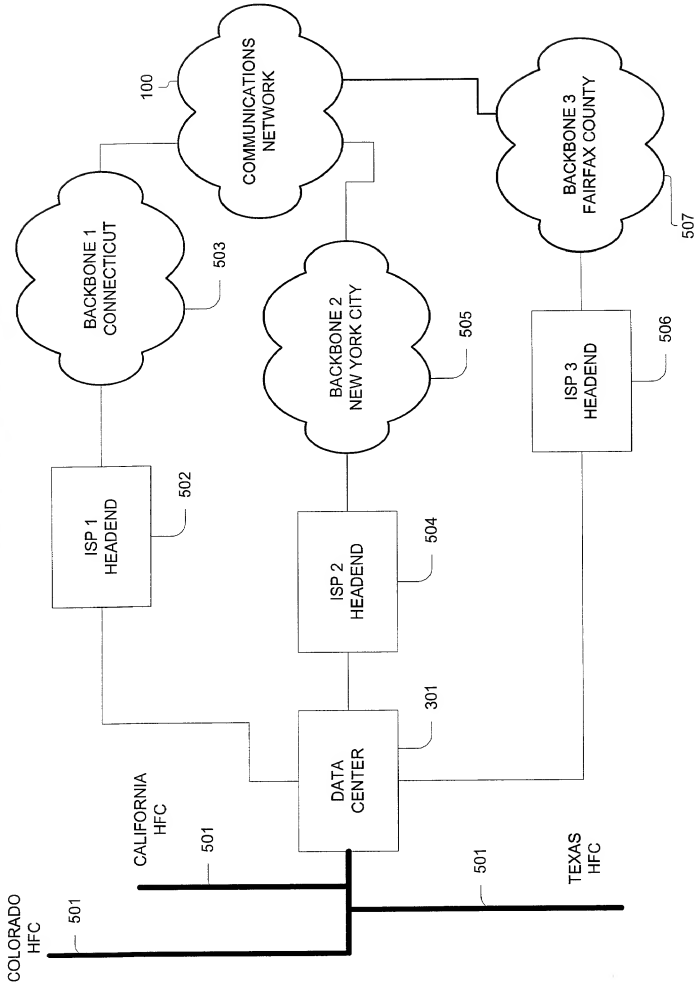 COLORADO
HFC
501
CALIFORNIA
HFC
501
TEXAS
HFC
501
DATA
CENTER
301
ISP 1
HEADEND
502
ISP 2
HEADEND
504
ISP 3
HEADEND
506
BACKBONE 1
CONNECTICUT
503
BACKBONE 2
NEW YORK CITY
505
BACKBONE 3
FAIRFAX COUNTY
507
COMMUNICATIONS
NETWORK
100